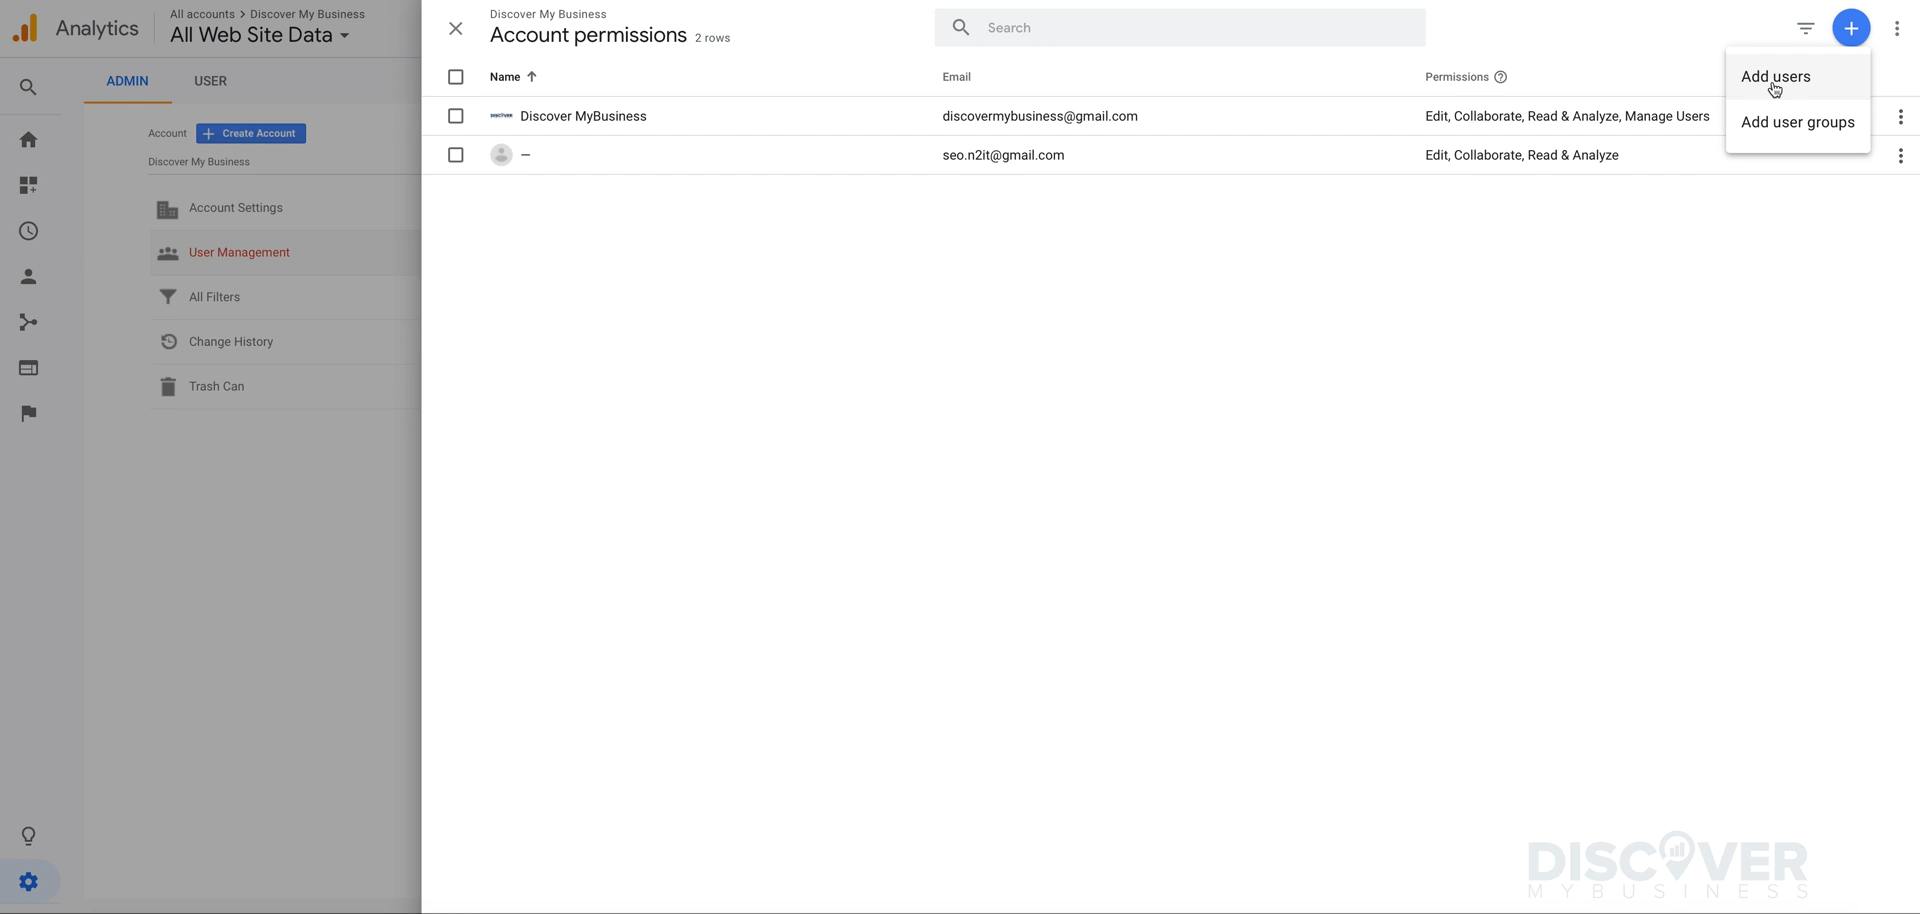 Analytics
All accounts > Discover My Business
All Web Site Data
ADMIN
USER
Account
Create Account
Discover My Business
Account Settings
User Management
All Filters
Change History
Trash Can
Discover My Business
Account permissions 2 rows
Search
Name
Email
Permissions
Discover MyBusiness
discovermybusiness@gmail.com
Edit, Collaborate, Read & Analyze, Manage Users
–
seo.n2it@gmail.com
Edit, Collaborate, Read & Analyze
Add users
Add user groups
DISCOVER
MYBUSINESS